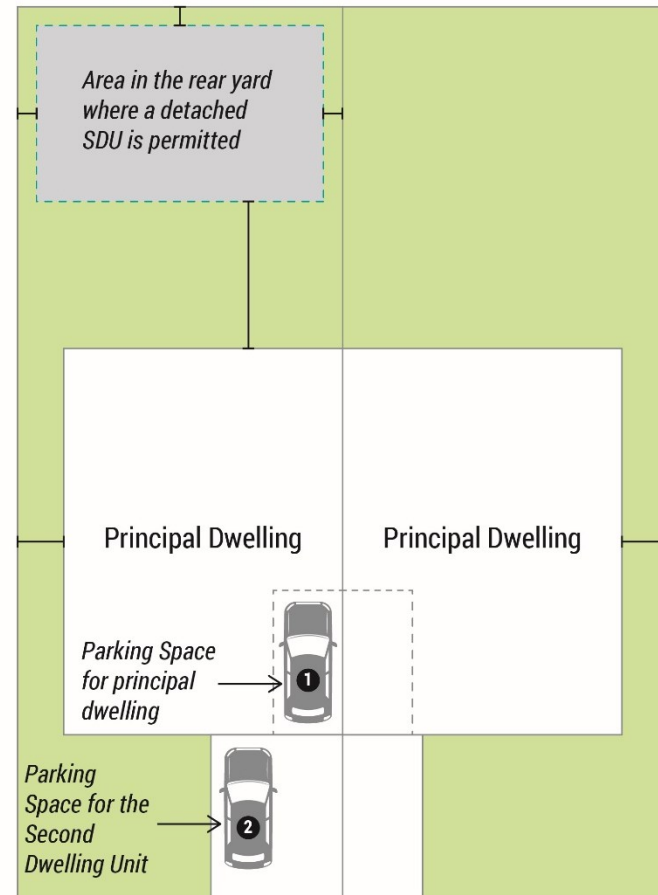 Area in the rear yard
where a detached
SDU is permitted
Principal Dwelling
Principal Dwelling
Parking Space
for principal
dwelling
1
Parking
Space for the
Second
Dwelling Unit
2